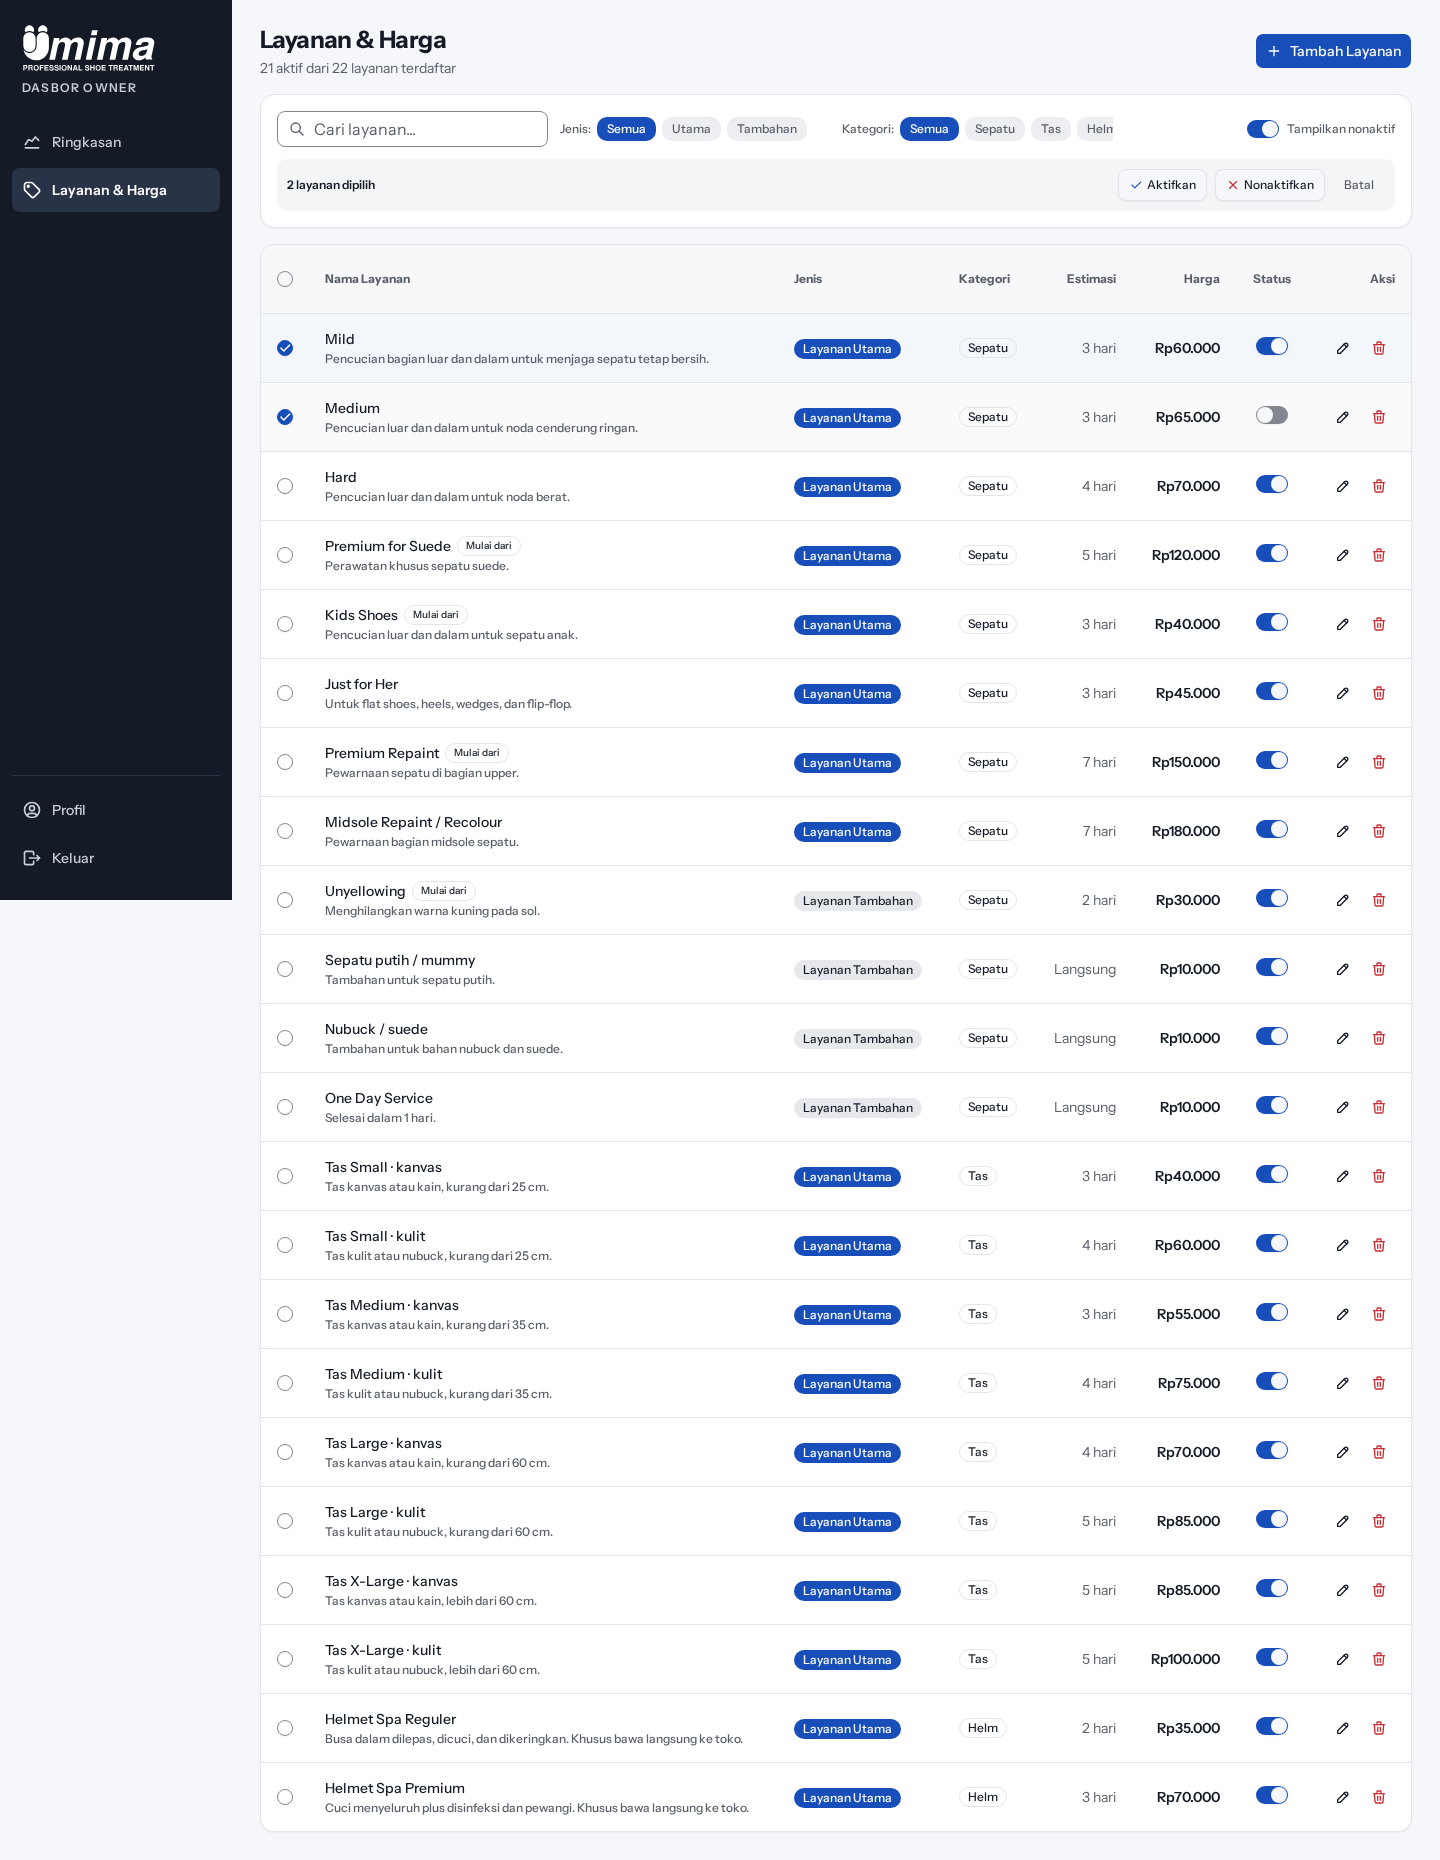 Ümima
PROFESSIONAL SHOE TREATMENT
DASBOR OWNER
Ringkasan
Layanan & Harga
Profil
Keluar
Layanan & Harga
21 aktif dari 22 layanan terdaftar
Tambah Layanan
Cari layanan...
Jenis: Semua Utama Tambahan
Kategori: Semua Sepatu Tas Helm
Tampilkan nonaktif
2 layanan dipilih
Aktifkan Nonaktifkan Batal
Nama Layanan Jenis Kategori Estimasi Harga Status Aksi
Mild
Pencucian bagian luar dan dalam untuk menjaga sepatu tetap bersih.
Layanan Utama Sepatu 3 hari Rp60.000
Medium
Pencucian luar dan dalam untuk noda cenderung ringan.
Layanan Utama Sepatu 3 hari Rp65.000
Hard
Pencucian luar dan dalam untuk noda berat.
Layanan Utama Sepatu 4 hari Rp70.000
Premium for Suede Mulai dari
Perawatan khusus sepatu suede.
Layanan Utama Sepatu 5 hari Rp120.000
Kids Shoes Mulai dari
Pencucian luar dan dalam untuk sepatu anak.
Layanan Utama Sepatu 3 hari Rp40.000
Just for Her
Untuk flat shoes, heels, wedges, dan flip-flop.
Layanan Utama Sepatu 3 hari Rp45.000
Premium Repaint Mulai dari
Pewarnaan sepatu di bagian upper.
Layanan Utama Sepatu 7 hari Rp150.000
Midsole Repaint / Recolour
Pewarnaan bagian midsole sepatu.
Layanan Utama Sepatu 7 hari Rp180.000
Unyellowing Mulai dari
Menghilangkan warna kuning pada sol.
Layanan Tambahan Sepatu 2 hari Rp30.000
Sepatu putih / mummy
Tambahan untuk sepatu putih.
Layanan Tambahan Sepatu Langsung Rp10.000
Nubuck / suede
Tambahan untuk bahan nubuck dan suede.
Layanan Tambahan Sepatu Langsung Rp10.000
One Day Service
Selesai dalam 1 hari.
Layanan Tambahan Sepatu Langsung Rp10.000
Tas Small · kanvas
Tas kanvas atau kain, kurang dari 25 cm.
Layanan Utama Tas 3 hari Rp40.000
Tas Small · kulit
Tas kulit atau nubuck, kurang dari 25 cm.
Layanan Utama Tas 4 hari Rp60.000
Tas Medium · kanvas
Tas kanvas atau kain, kurang dari 35 cm.
Layanan Utama Tas 3 hari Rp55.000
Tas Medium · kulit
Tas kulit atau nubuck, kurang dari 35 cm.
Layanan Utama Tas 4 hari Rp75.000
Tas Large · kanvas
Tas kanvas atau kain, kurang dari 60 cm.
Layanan Utama Tas 4 hari Rp70.000
Tas Large · kulit
Tas kulit atau nubuck, kurang dari 60 cm.
Layanan Utama Tas 5 hari Rp85.000
Tas X-Large · kanvas
Tas kanvas atau kain, lebih dari 60 cm.
Layanan Utama Tas 5 hari Rp85.000
Tas X-Large · kulit
Tas kulit atau nubuck, lebih dari 60 cm.
Layanan Utama Tas 5 hari Rp100.000
Helmet Spa Reguler
Busa dalam dilepas, dicuci, dan dikeringkan. Khusus bawa langsung ke toko.
Layanan Utama Helm 2 hari Rp35.000
Helmet Spa Premium
Cuci menyeluruh plus disinfeksi dan pewangi. Khusus bawa langsung ke toko.
Layanan Utama Helm 3 hari Rp70.000